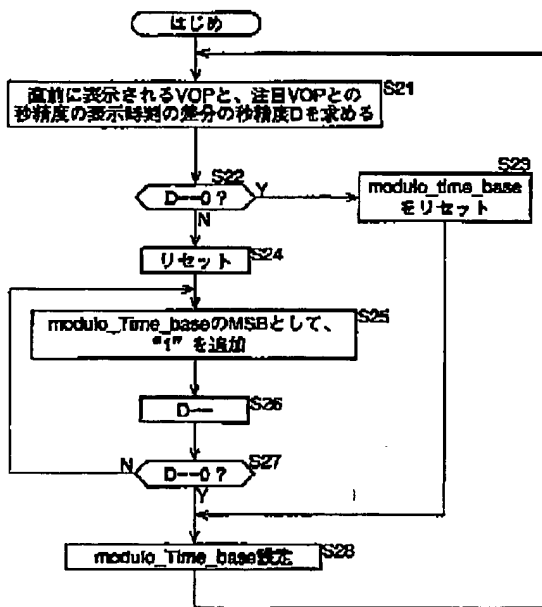 はじめ
直前に表示されるVOPと、注目VOPとの
秒精度の表示時刻の差分の秒精度Dを求める
S21
D==0?
S22
Y
N
modulo_time_base
をリセット
S23
リセット
S24
modulo_Time_baseのMSBとして、
"1"を追加
S25
D--
S26
D==0?
S27
N
Y
modulo_Time_base設定
S28